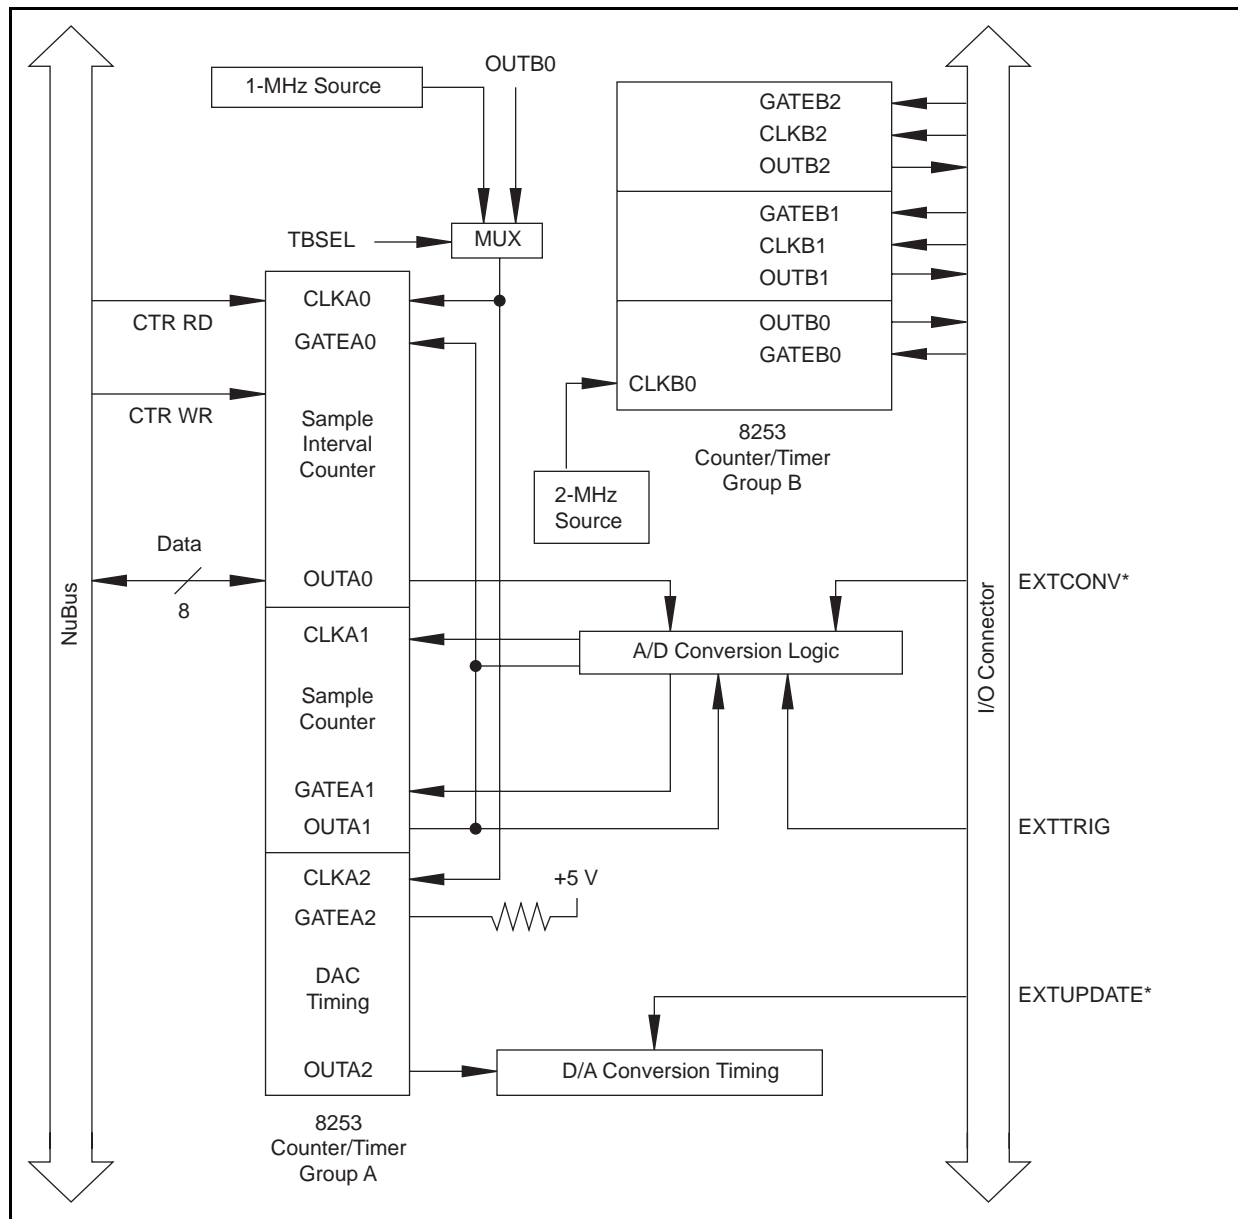 1-MHz Source
OUTB0
TBSEL
MUX
GATEB2
CLKB2
OUTB2
GATEB1
CLKB1
OUTB1
OUTB0
GATEB0
CLKB0
8253
Counter/Timer
Group B
2-MHz
Source
NuBus
CTR RD
CTR WR
Data
8
CLKA0
GATEA0
Sample
Interval
Counter
OUTA0
CLKA1
Sample
Counter
GATEA1
OUTA1
CLKA2
GATEA2
DAC
Timing
OUTA2
8253
Counter/Timer
Group A
+5 V
A/D Conversion Logic
D/A Conversion Timing
I/O Connector
EXTCONV*
EXTTRIG
EXTUPDATE*